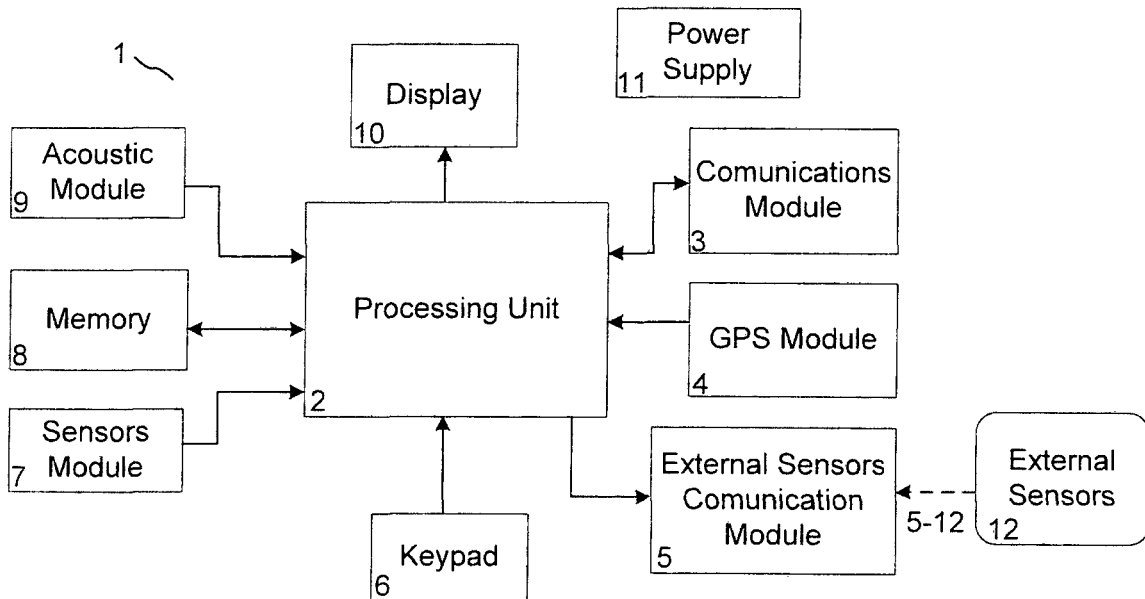 1
Power
Supply
11
Display
10
Acoustic
Module
9
Comunications
Module
3
Processing Unit
2
Memory
8
GPS Module
4
Sensors
Module
7
External Sensors
Comunication
Module
5
5-12
External
Sensors
12
Keypad
6